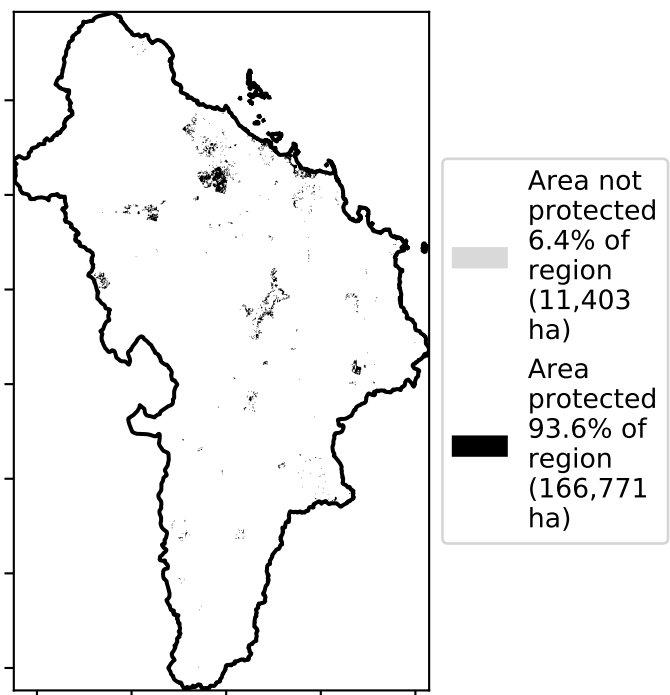 Area not
protected
6.4% of
region
(11,403
ha)
Area
protected
93.6% of
region
(166,771
ha)